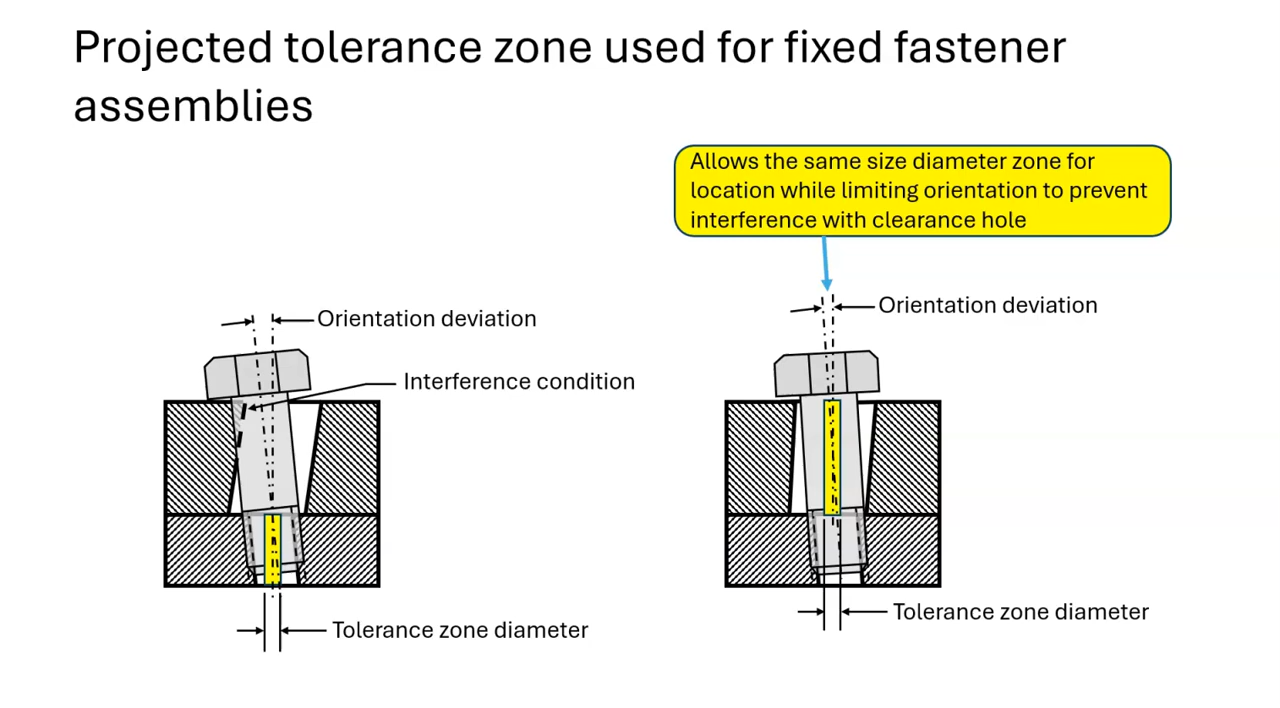 Projected tolerance zone used for fixed fastener
assemblies
Allows the same size diameter zone for
location while limiting orientation to prevent
interference with clearance hole
Orientation deviation
Interference condition
Tolerance zone diameter
Orientation deviation
Tolerance zone diameter